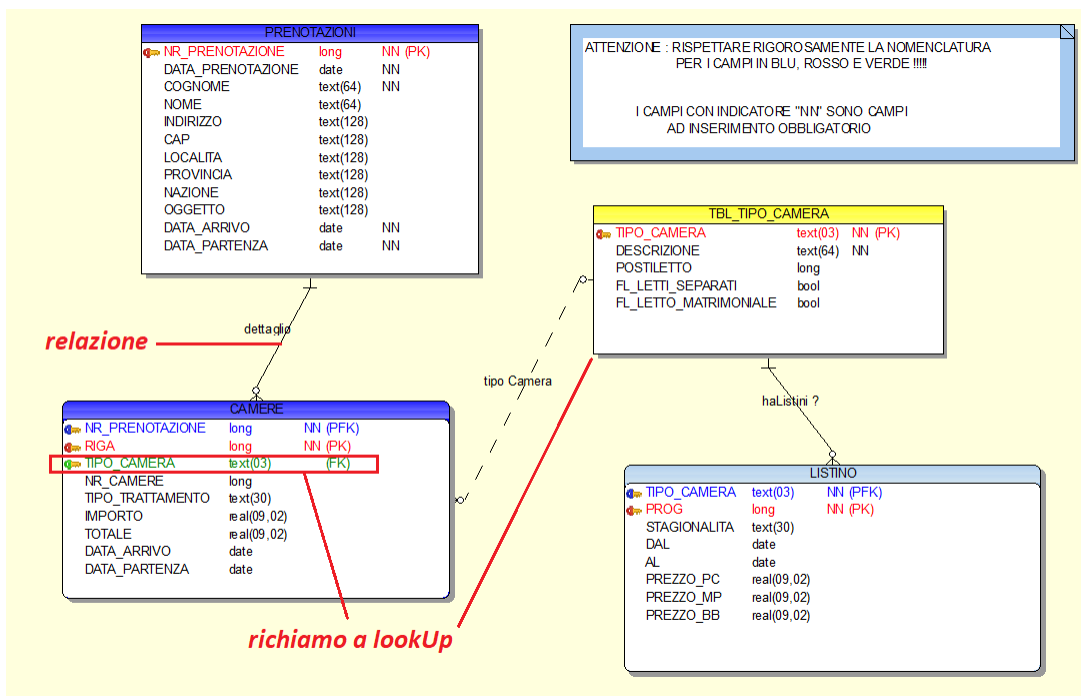 PRENOTAZIONI
NR_PRENOTAZIONE long NN (PK)
DATA_PRENOTAZIONE date NN
COGNOME text(64) NN
NOME text(64)
INDIRIZZO text(128)
CAP text(128)
LOCALITA text(128)
PROVINCIA text(128)
NAZIONE text(128)
OGGETTO text(128)
DATA_ARRIVO date NN
DATA_PARTENZA date NN
ATTENZIONE : RISPETTARE RIGOROSAMENTE LA NOMENCLATURA
PER I CAMPI IN BLU, ROSSO E VERDE !!!!!
I CAMPI CON INDICATORE "NN" SONO CAMPI
AD INSERIMENTO OBBLIGATORIO
TBL_TIPO_CAMERA
TIPO_CAMERA text(03) NN (PK)
DESCRIZIONE text(64) NN
POSTILETTO long
FL_LETTI_SEPARATI bool
FL_LETTO_MATRIMONIALE bool
dettaglio
relazione
tipo Camera
haListini ?
CAMERE
NR_PRENOTAZIONE long NN (PFK)
RIGA long NN (PK)
TIPO_CAMERA text(03) (FK)
NR_CAMERE long
TIPO_TRATTAMENTO text(30)
IMPORTO real(09,02)
TOTALE real(09,02)
DATA_ARRIVO date
DATA_PARTENZA date
LISTINO
TIPO_CAMERA text(03) NN (PFK)
PROG long NN (PK)
STAGIONALITA text(30)
DAL date
AL date
PREZZO_PC real(09,02)
PREZZO_MP real(09,02)
PREZZO_BB real(09,02)
richiamo a lookUp